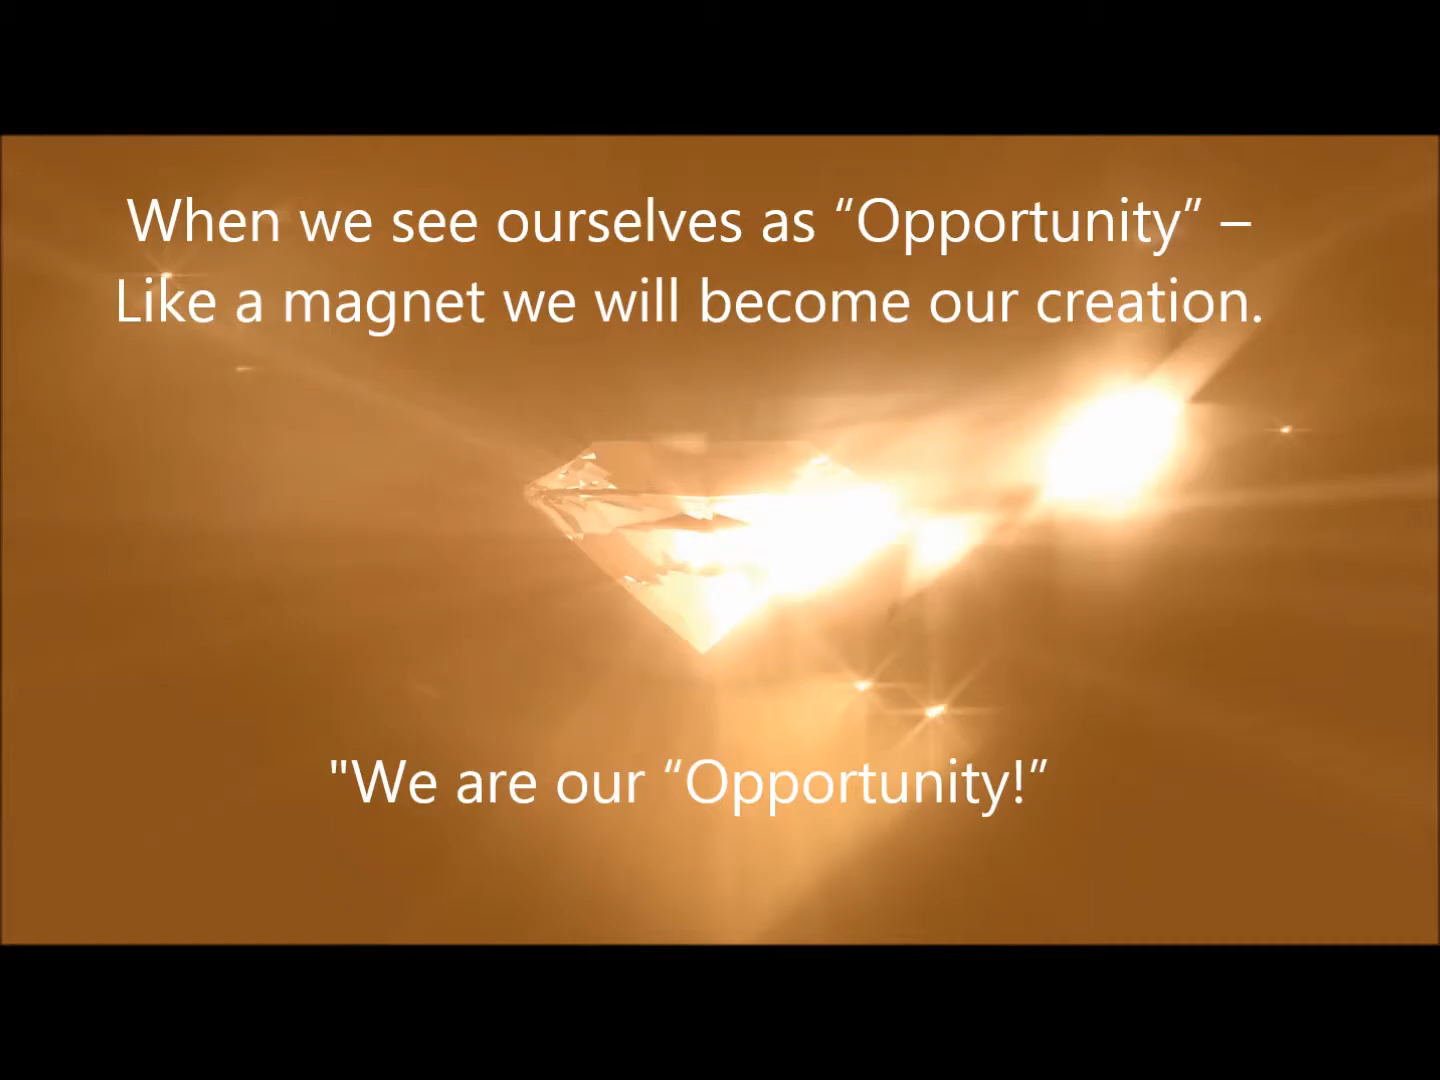 When we see ourselves as “Opportunity” –
Like a magnet we will become our creation.
"We are our “Opportunity!”